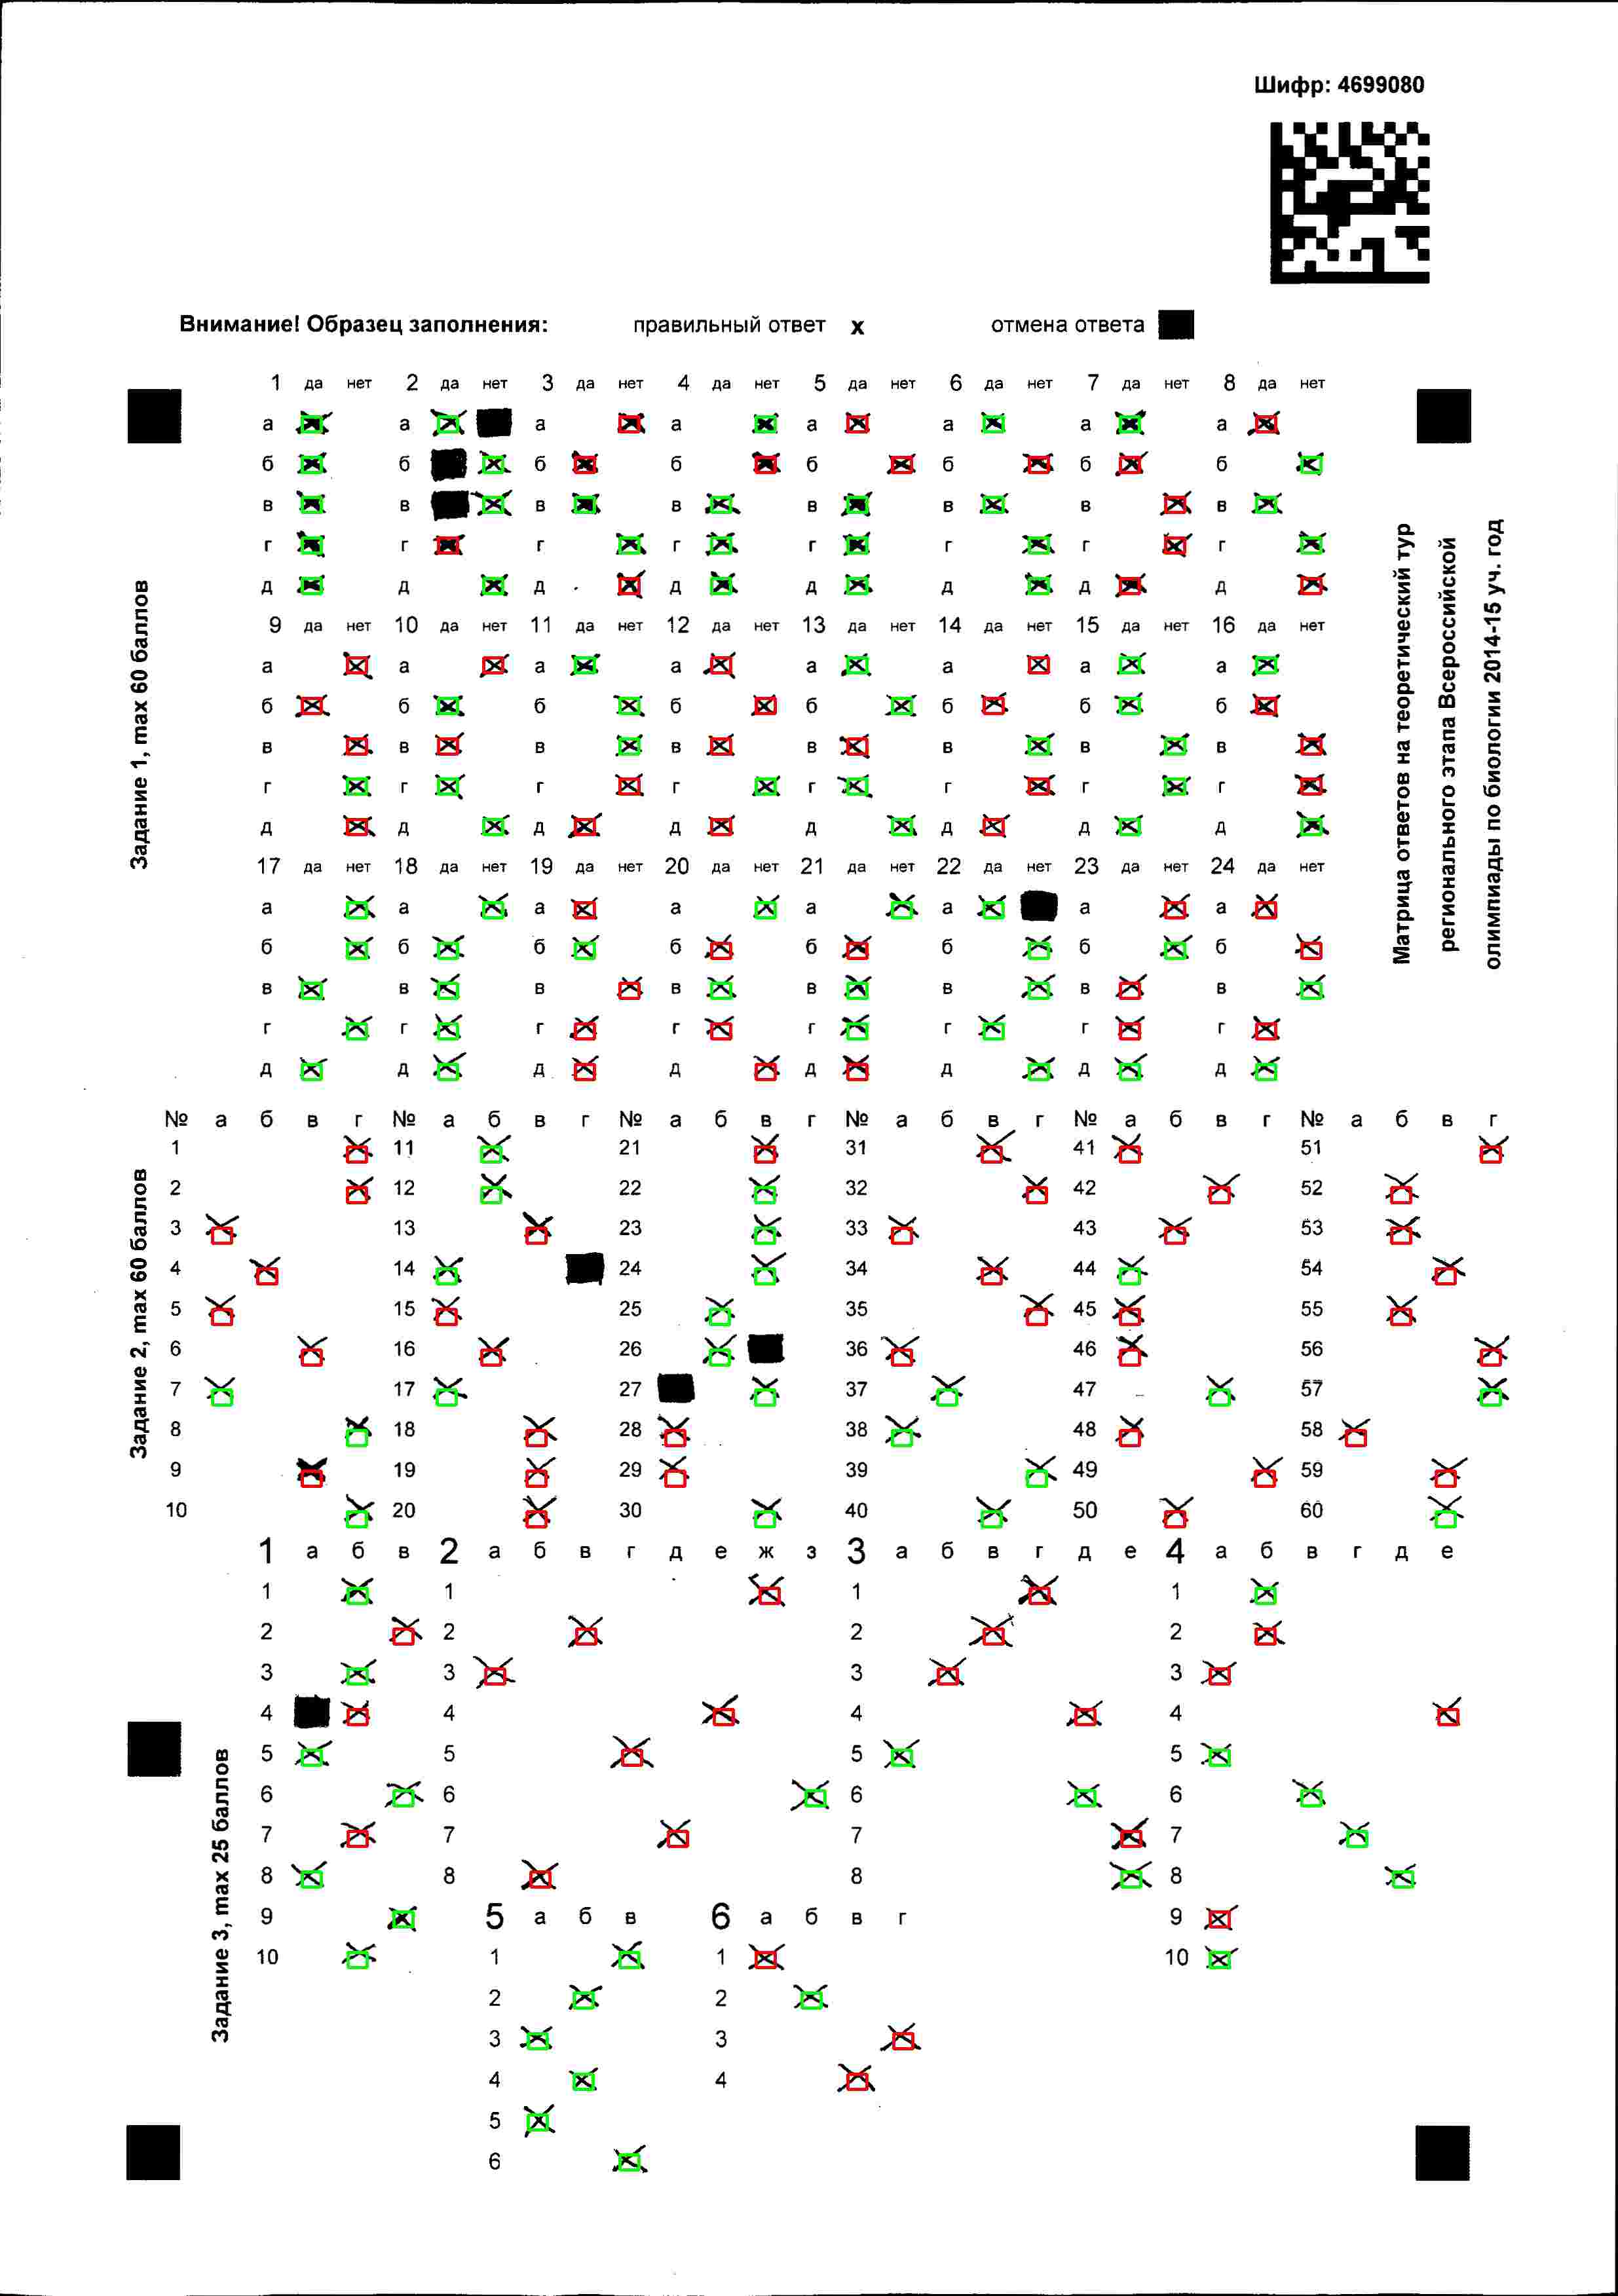 Шифр: 4699080
Внимание! Образец заполнения: правильный ответ х отмена ответа
Задание 1, max 60 баллов
1 да нет 2 да нет 3 да нет 4 да нет 5 да нет 6 да нет 7 да нет 8 да нет
а а а а а а а а
б б б б б б б б
в в в в в в в в
г г г г г г г г
д д д д д д д д
9 да нет 10 да нет 11 да нет 12 да нет 13 да нет 14 да нет 15 да нет 16 да нет
а а а а а а а а
б б б б б б б б
в в в в в в в в
г г г г г г г г
д д д д д д д д
17 да нет 18 да нет 19 да нет 20 да нет 21 да нет 22 да нет 23 да нет 24 да нет
а а а а а а а а
б б б б б б б б
в в в в в в в в
г г г г г г г г
д д д д д д д д
Матрица ответов на теоретический тур
регионального этапа Всероссийской
олимпиады по биологии 2014-15 уч. год
Задание 2, max 60 баллов
№ а б в г № а б в г № а б в г № а б в г № а б в г № а б в г
1 11 21 31 41 51
2 12 22 32 42 52
3 13 23 33 43 53
4 14 24 34 44 54
5 15 25 35 45 55
6 16 26 36 46 56
7 17 27 37 47 57
8 18 28 38 48 58
9 19 29 39 49 59
10 20 30 40 50 60
Задание 3, max 25 баллов
1 а б в 2 а б в г д е ж з 3 а б в г д е 4 а б в г д е
1 1 1 1
2 2 2 2
3 3 3 3
4 4 4 4
5 5 5 5
6 6 6 6
7 7 7 7
8 8 8 8
9 5 а б в 6 а б в г 9
10 1 1 10
2 2
3 3
4 4
5
6